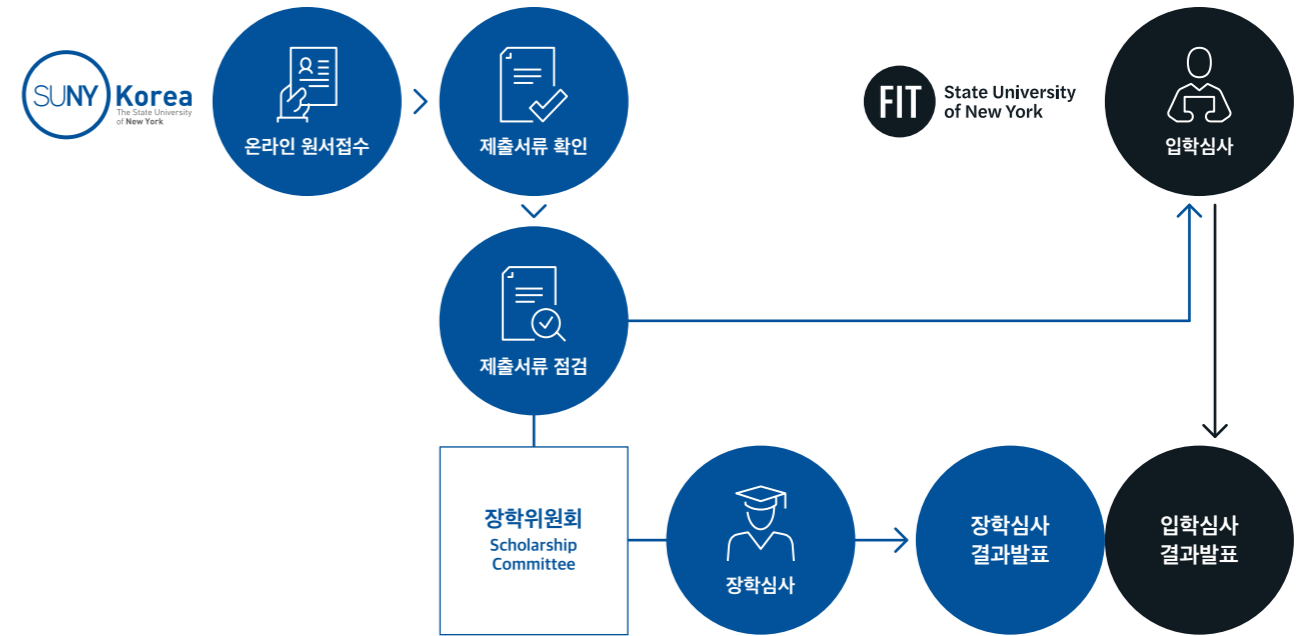 SUNY Korea
The State University
of New York
온라인 원서접수
제출서류 확인
FIT
State University
of New York
입학심사
제출서류 점검
장학위원회
Scholarship
Committee
장학심사
장학심사
결과발표
입학심사
결과발표